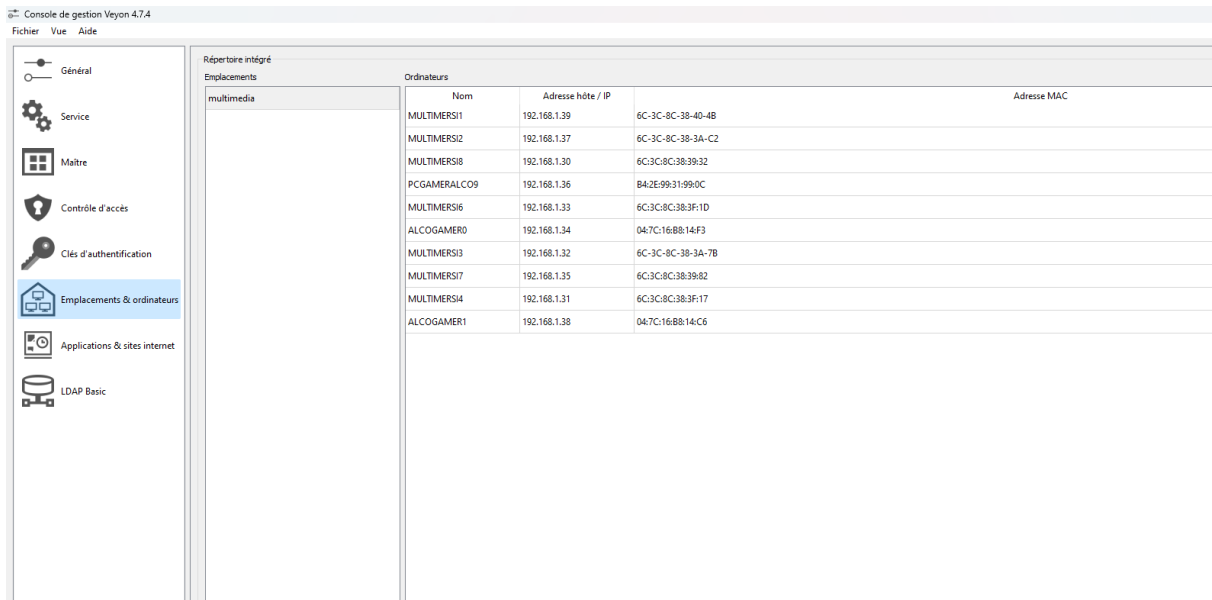 Console de gestion Veyon 4.7.4
Fichier Vue Aide
Général
Service
Maître
Contrôle d'accès
Clés d'authentification
Emplacements & ordinateurs
Applications & sites internet
LDAP Basic
Répertoire intégré
Emplacements
multimedia
Ordinateurs
Nom Adresse hôte / IP Adresse MAC
MULTIMERSI1 192.168.1.39 6C-3C-8C-38-40-4B
MULTIMERSI2 192.168.1.37 6C-3C-8C-38-3A-C2
MULTIMERSI8 192.168.1.30 6C:3C:8C:38:39:32
PCGAMERALCO9 192.168.1.36 B4:2E:99:31:99:0C
MULTIMERSI6 192.168.1.33 6C:3C:8C:38:3F:1D
ALCOGAMER0 192.168.1.34 04:7C:16:B8:14:F3
MULTIMERSI3 192.168.1.32 6C-3C-8C-38-3A-7B
MULTIMERSI7 192.168.1.35 6C:3C:8C:38:39:82
MULTIMERSI4 192.168.1.31 6C:3C:8C:38:3F:17
ALCOGAMER1 192.168.1.38 04:7C:16:B8:14:C6